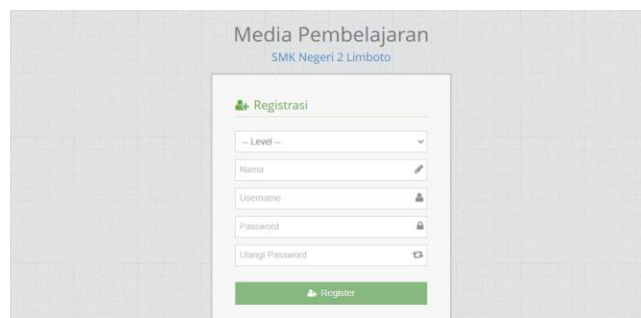 Media Pembelajaran
SMK Negeri 2 Limboto
Registrasi
-- Level --
Nama
Username
Password
Ulangi Password
Register